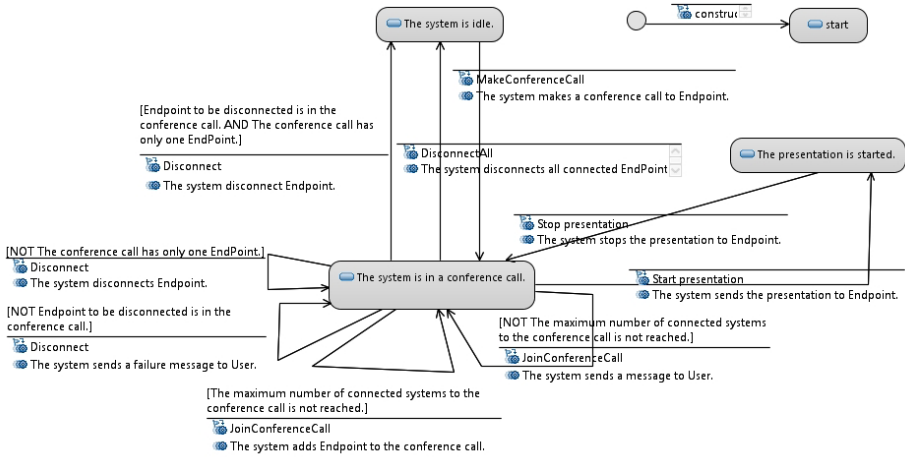 The system is idle.
construc
start
MakeConferenceCall
The system makes a conference call to Endpoint.
[Endpoint to be disconnected is in the
conference call. AND The conference call has
only one EndPoint.]
Disconnect
The system disconnect Endpoint.
DisconnectAll
The system disconnects all connected EndPoint
The presentation is started.
Stop presentation
The system stops the presentation to Endpoint.
[NOT The conference call has only one EndPoint.]
Disconnect
The system disconnects Endpoint.
The system is in a conference call.
Start presentation
The system sends the presentation to Endpoint.
[NOT Endpoint to be disconnected is in the
conference call.]
Disconnect
The system sends a failure message to User.
[NOT The maximum number of connected systems
to the conference call is not reached.]
JoinConferenceCall
The system sends a message to User.
[The maximum number of connected systems to the
conference call is not reached.]
JoinConferenceCall
The system adds Endpoint to the conference call.